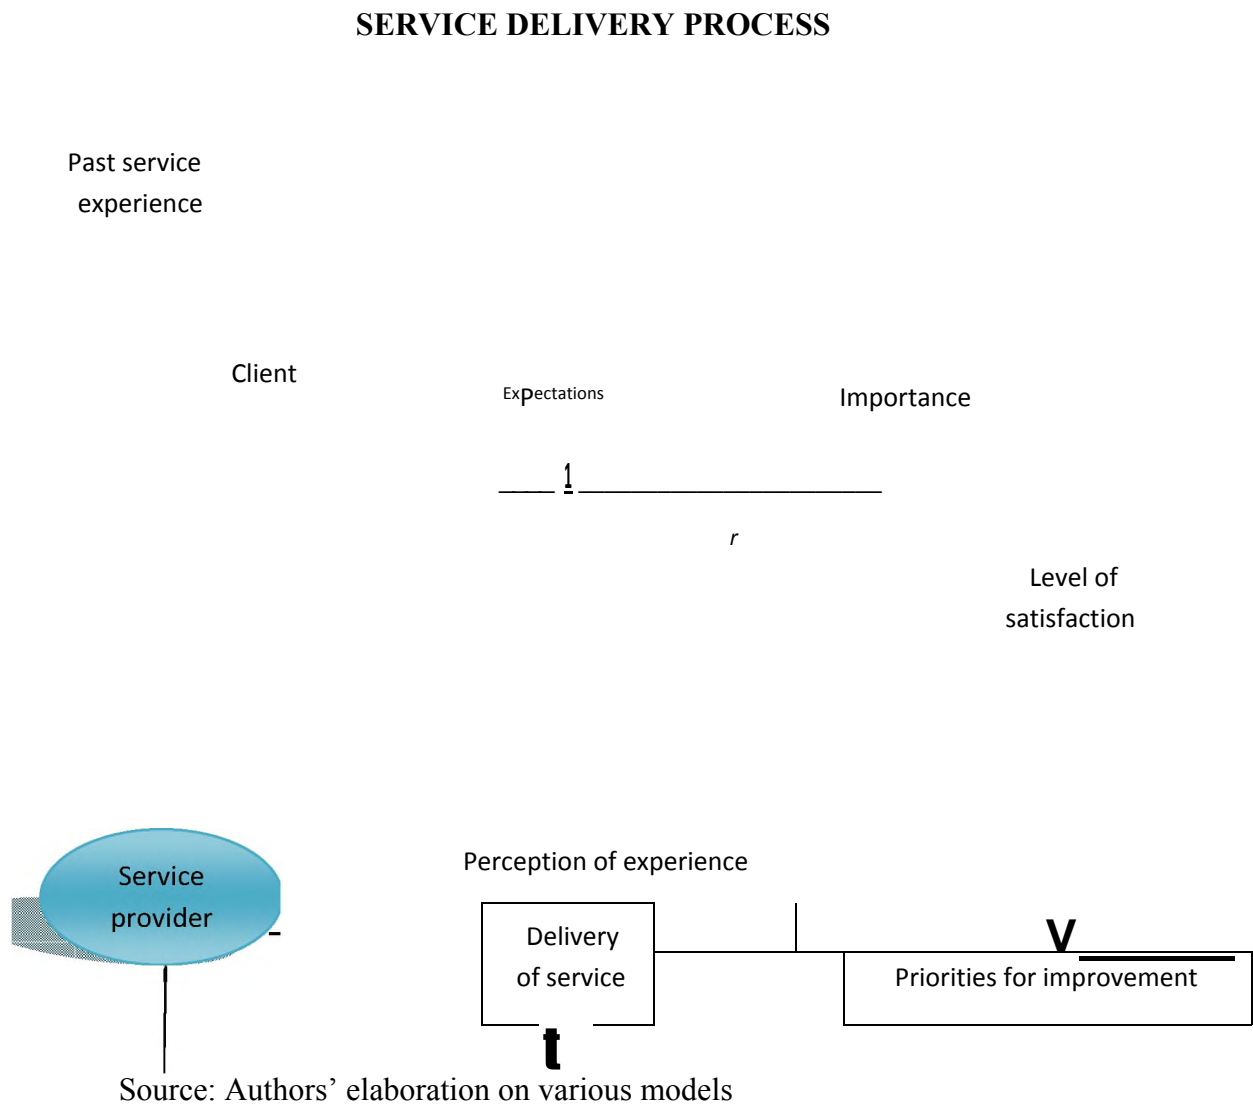 SERVICE DELIVERY PROCESS
Past service
experience
Client
Expectations
Importance
1
r
Level of
satisfaction
Service
provider
Perception of experience
Delivery
of service
V
Priorities for improvement
t
Source: Authors’ elaboration on various models